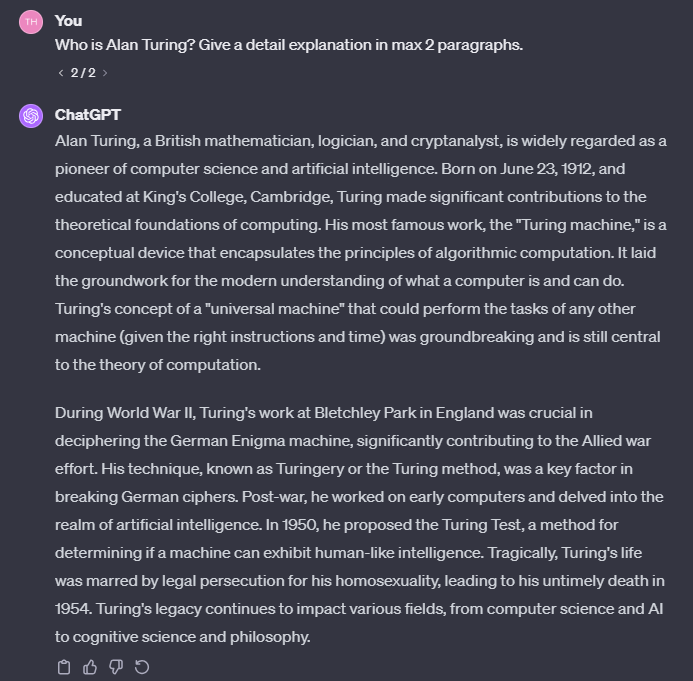 TH
You
Who is Alan Turing? Give a detail explanation in max 2 paragraphs.
< 2 / 2 >
ChatGPT
Alan Turing, a British mathematician, logician, and cryptanalyst, is widely regarded as a
pioneer of computer science and artificial intelligence. Born on June 23, 1912, and
educated at King's College, Cambridge, Turing made significant contributions to the
theoretical foundations of computing. His most famous work, the "Turing machine," is a
conceptual device that encapsulates the principles of algorithmic computation. It laid
the groundwork for the modern understanding of what a computer is and can do.
Turing's concept of a "universal machine" that could perform the tasks of any other
machine (given the right instructions and time) was groundbreaking and is still central
to the theory of computation.
During World War II, Turing's work at Bletchley Park in England was crucial in
deciphering the German Enigma machine, significantly contributing to the Allied war
effort. His technique, known as Turingery or the Turing method, was a key factor in
breaking German ciphers. Post-war, he worked on early computers and delved into the
realm of artificial intelligence. In 1950, he proposed the Turing Test, a method for
determining if a machine can exhibit human-like intelligence. Tragically, Turing's life
was marred by legal persecution for his homosexuality, leading to his untimely death in
1954. Turing's legacy continues to impact various fields, from computer science and AI
to cognitive science and philosophy.